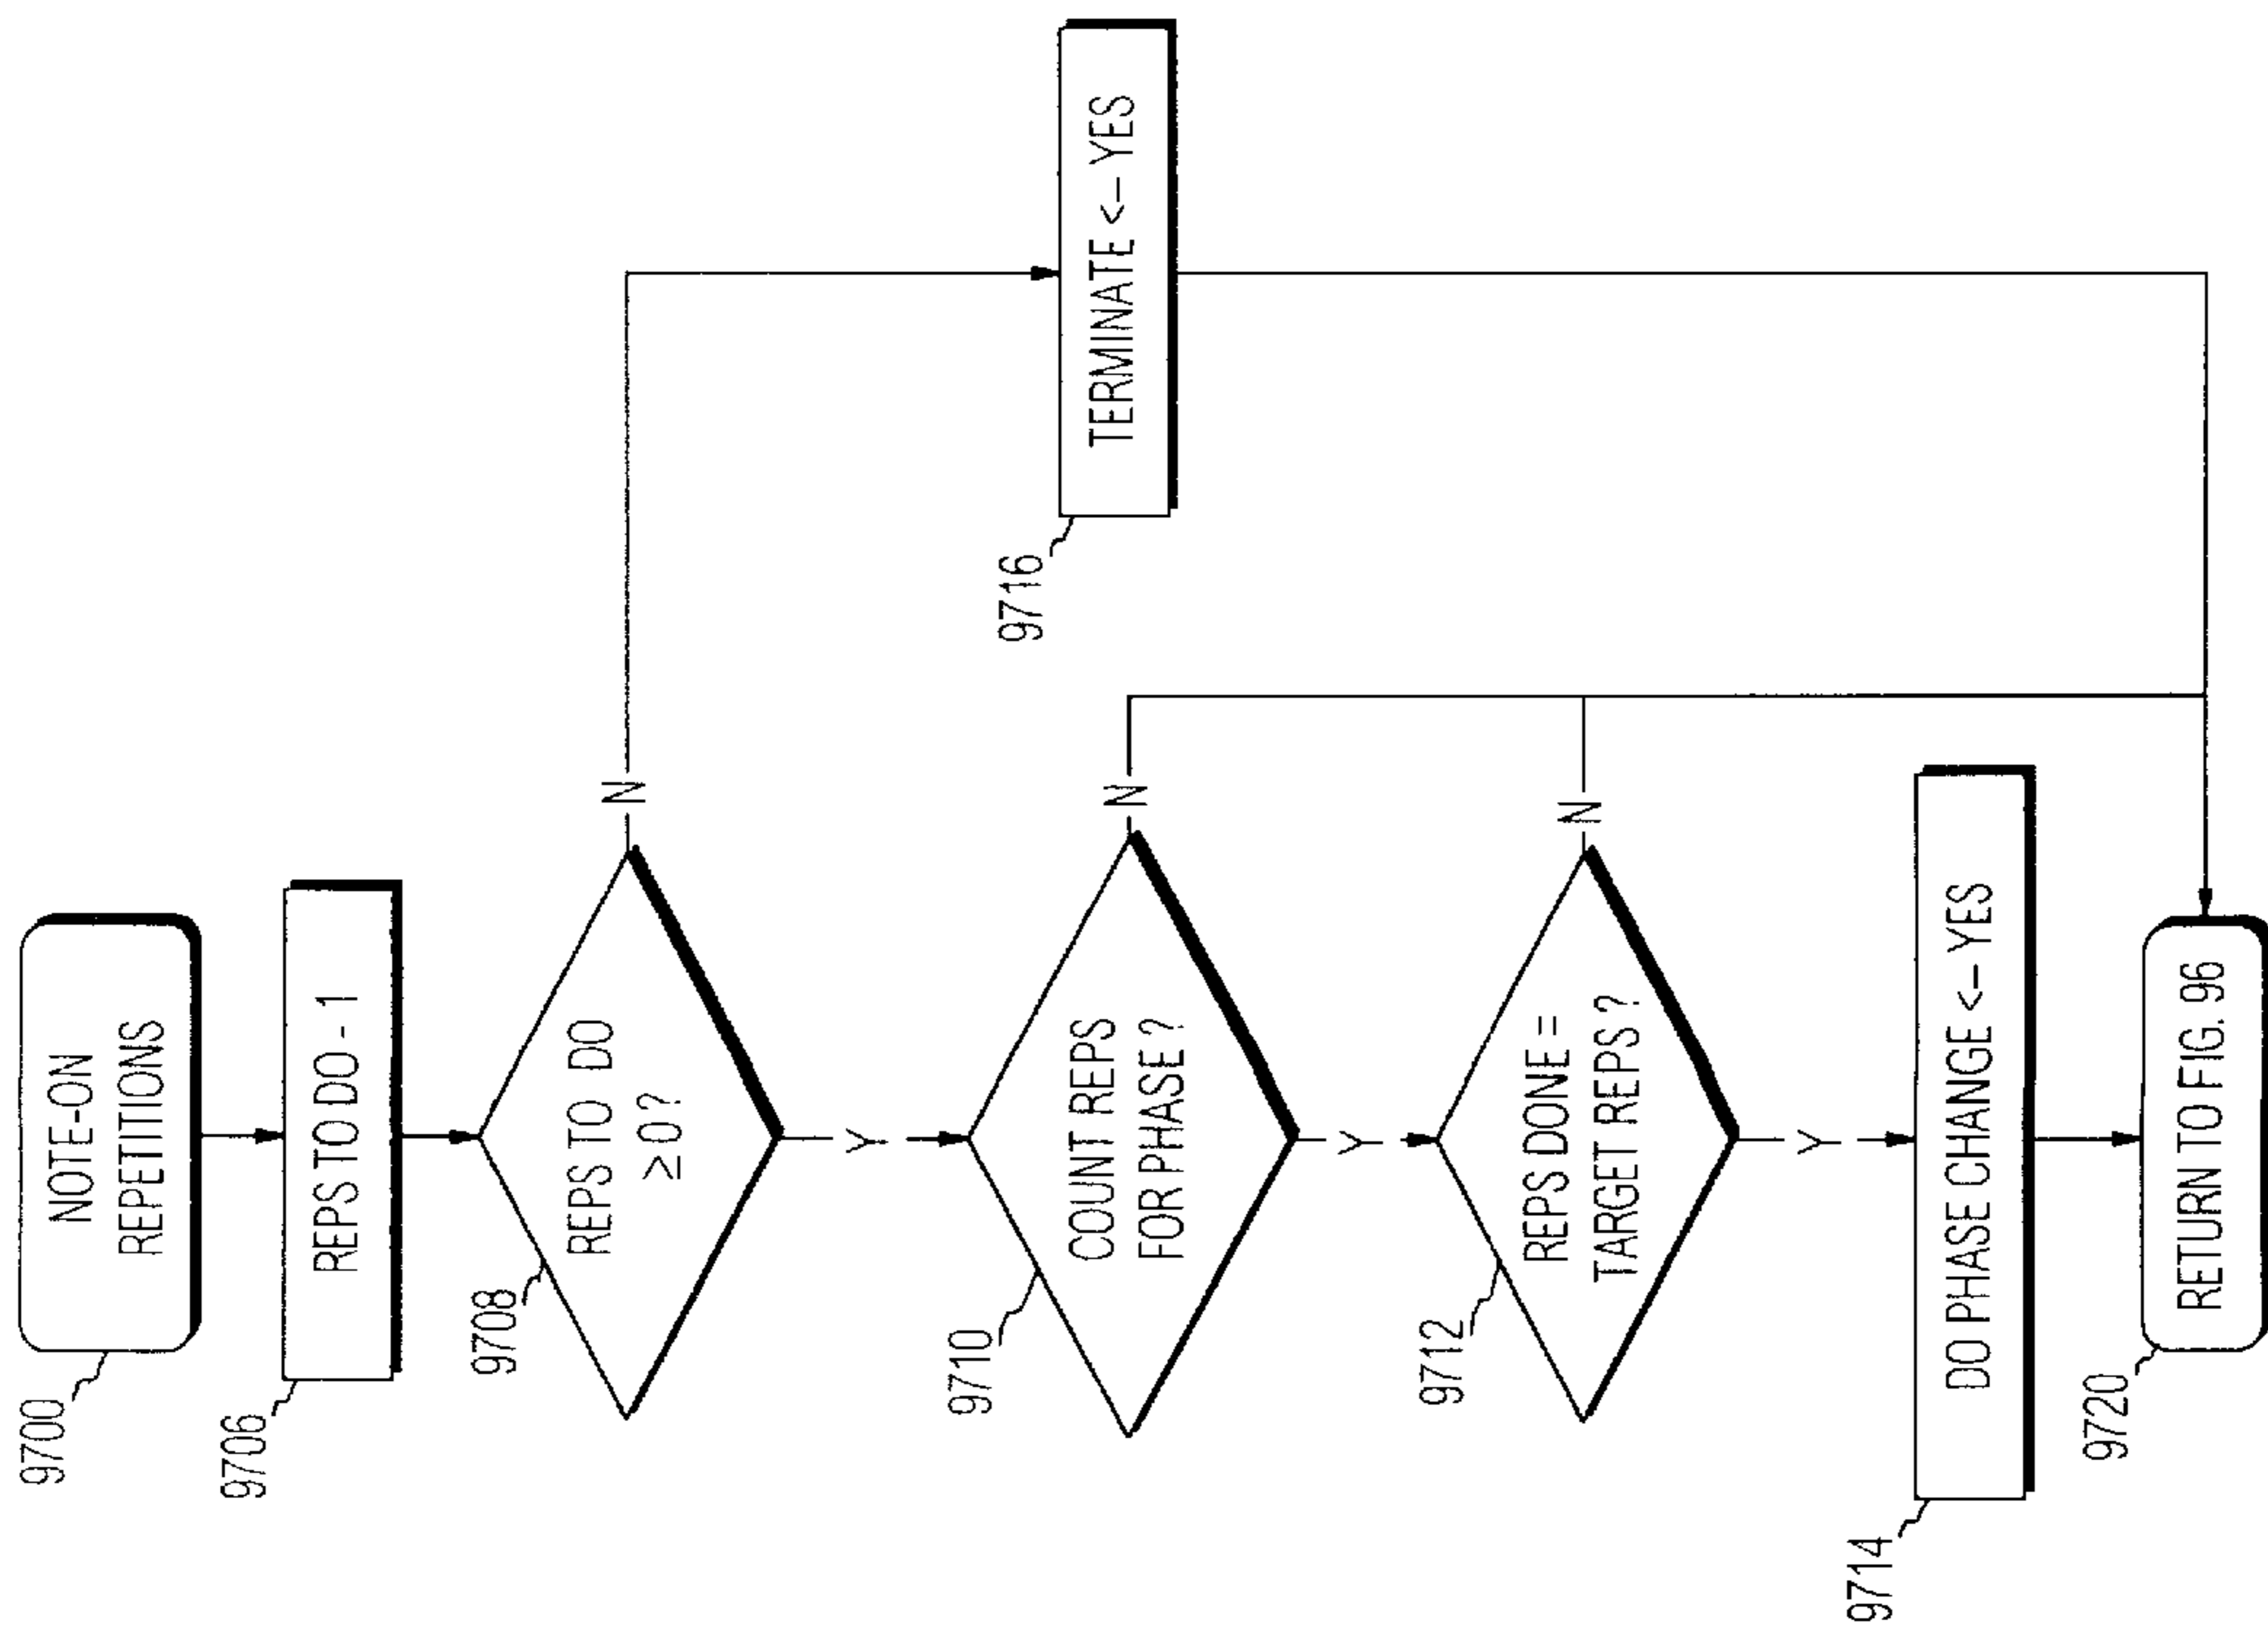 9700
NOTE-ON
REPETITIONS
9706
REPS TO DO - 1
9708
REPS TO DO
≥0?
N
Y
9710
COUNT REPS
FOR PHASE?
N
Y
9716
TERMINATE <– YES
9712
REPS DONE =
TARGET REPS?
N
Y
9714
DO PHASE CHANGE <– YES
9720
RETURN TO FIG. 96